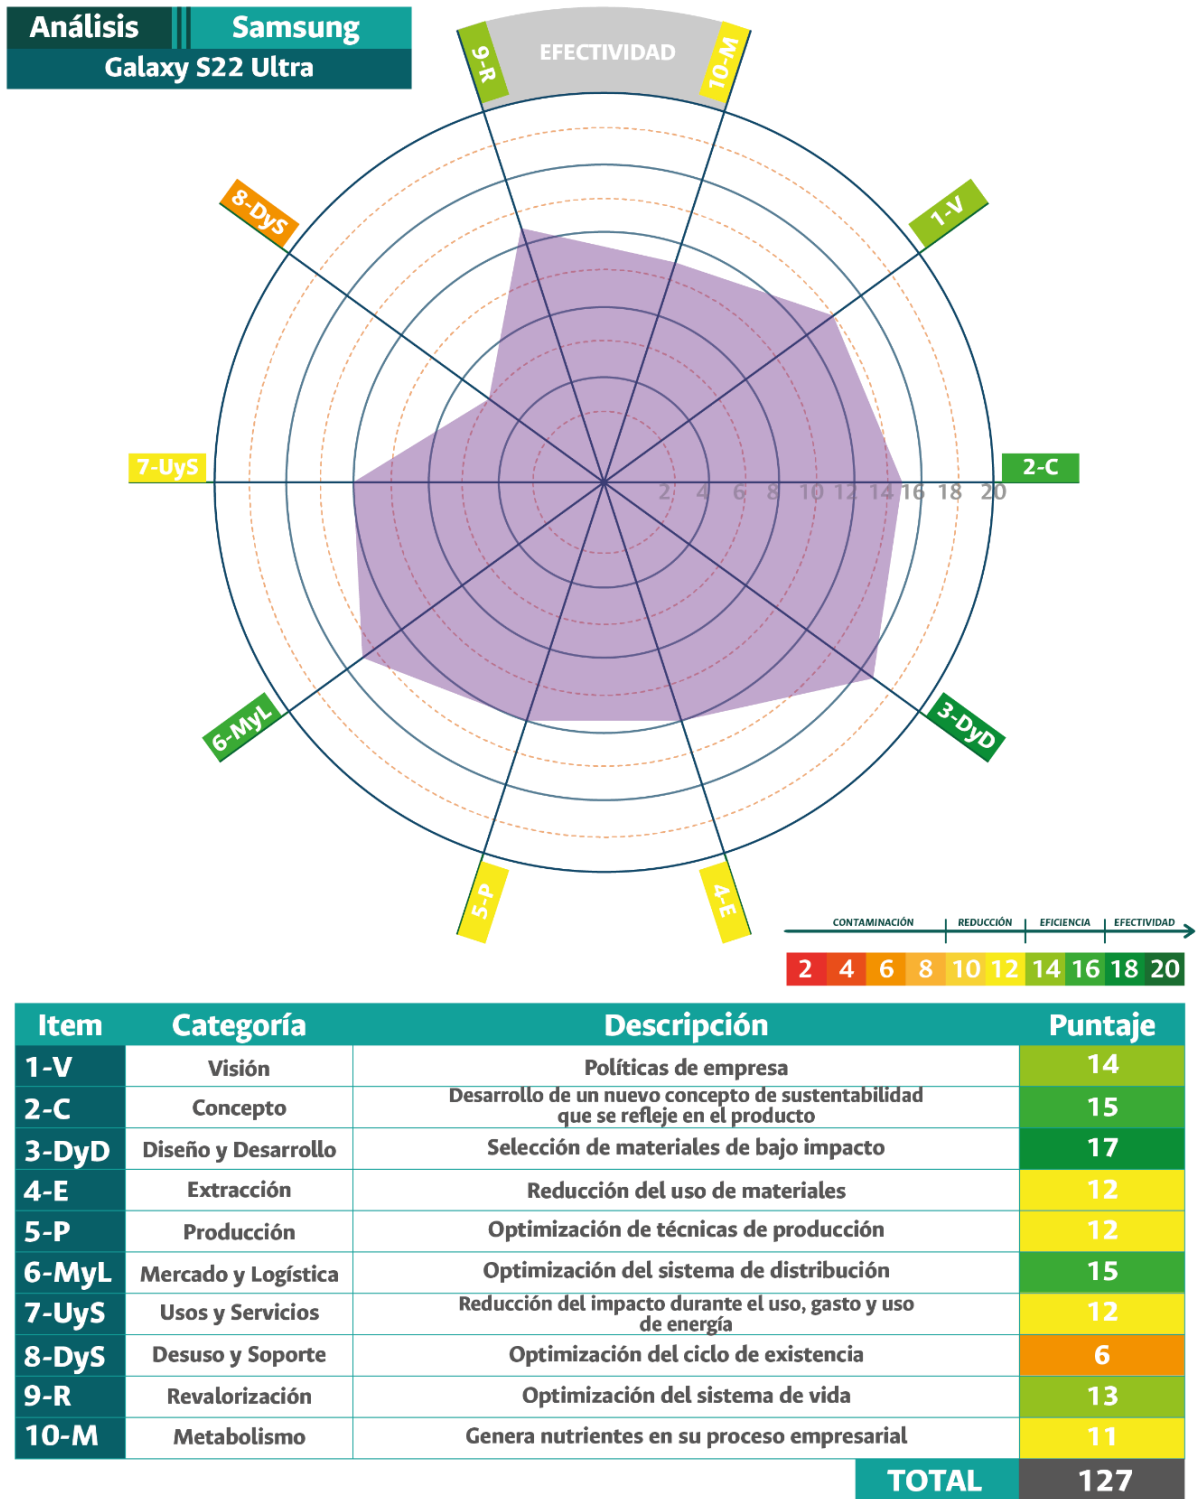 Análisis Samsung
Galaxy S22 Ultra
EFECTIVIDAD
9-R
10-M
8-DyS
1-V
7-UyS
2-C
2 4 6 8 10 12 14 16 18 20
6-MyL
3-DyD
5-P
4-E
CONTAMINACIÓN REDUCCIÓN EFICIENCIA EFECTIVIDAD
2 4 6 8 10 12 14 16 18 20
Item Categoría Descripción Puntaje
1-V Visión Políticas de empresa 14
2-C Concepto Desarrollo de un nuevo concepto de sustentabilidad
que se refleje en el producto 15
3-DyD Diseño y Desarrollo Selección de materiales de bajo impacto 17
4-E Extracción Reducción del uso de materiales 12
5-P Producción Optimización de técnicas de producción 12
6-MyL Mercado y Logística Optimización del sistema de distribución 15
7-UyS Usos y Servicios Reducción del impacto durante el uso, gasto y uso
de energía 12
8-DyS Desuso y Soporte Optimización del ciclo de existencia 6
9-R Revalorización Optimización del sistema de vida 13
10-M Metabolismo Genera nutrientes en su proceso empresarial 11
TOTAL 127